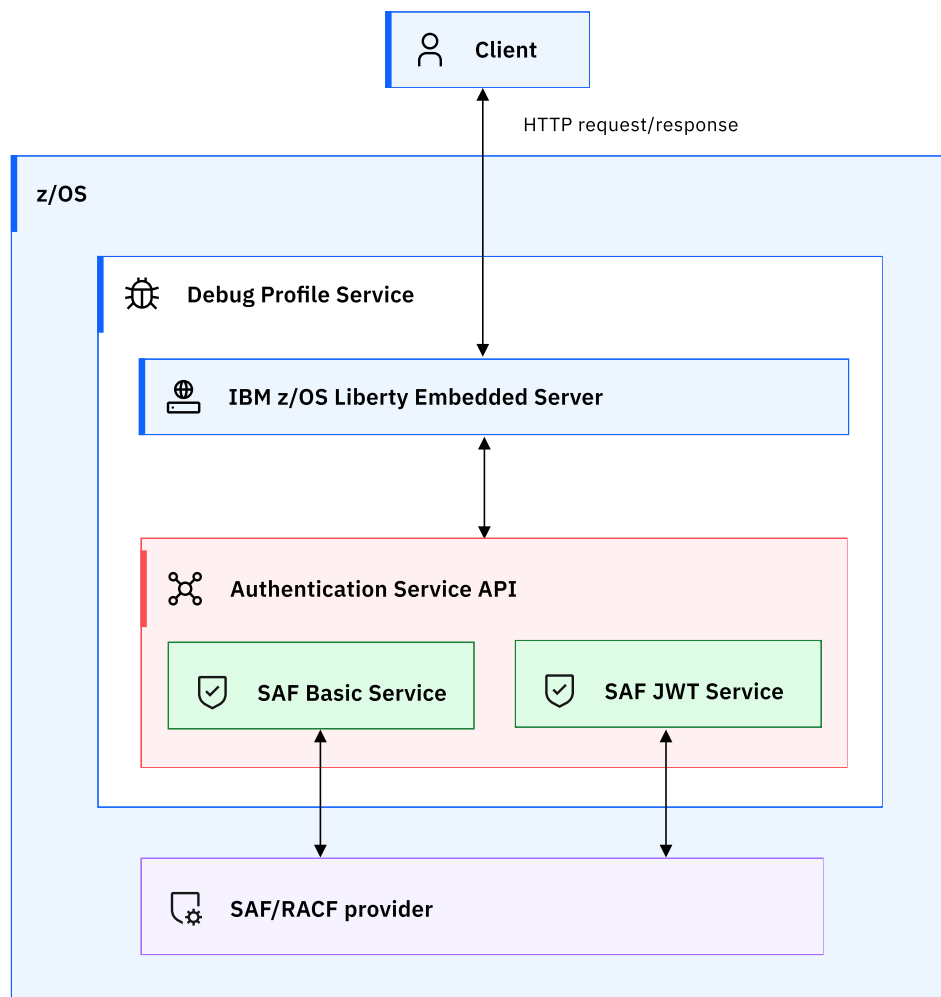 Client
HTTP request/response
z/OS
Debug Profile Service
IBM z/OS Liberty Embedded Server
Authentication Service API
SAF Basic Service
SAF JWT Service
SAF/RACF provider